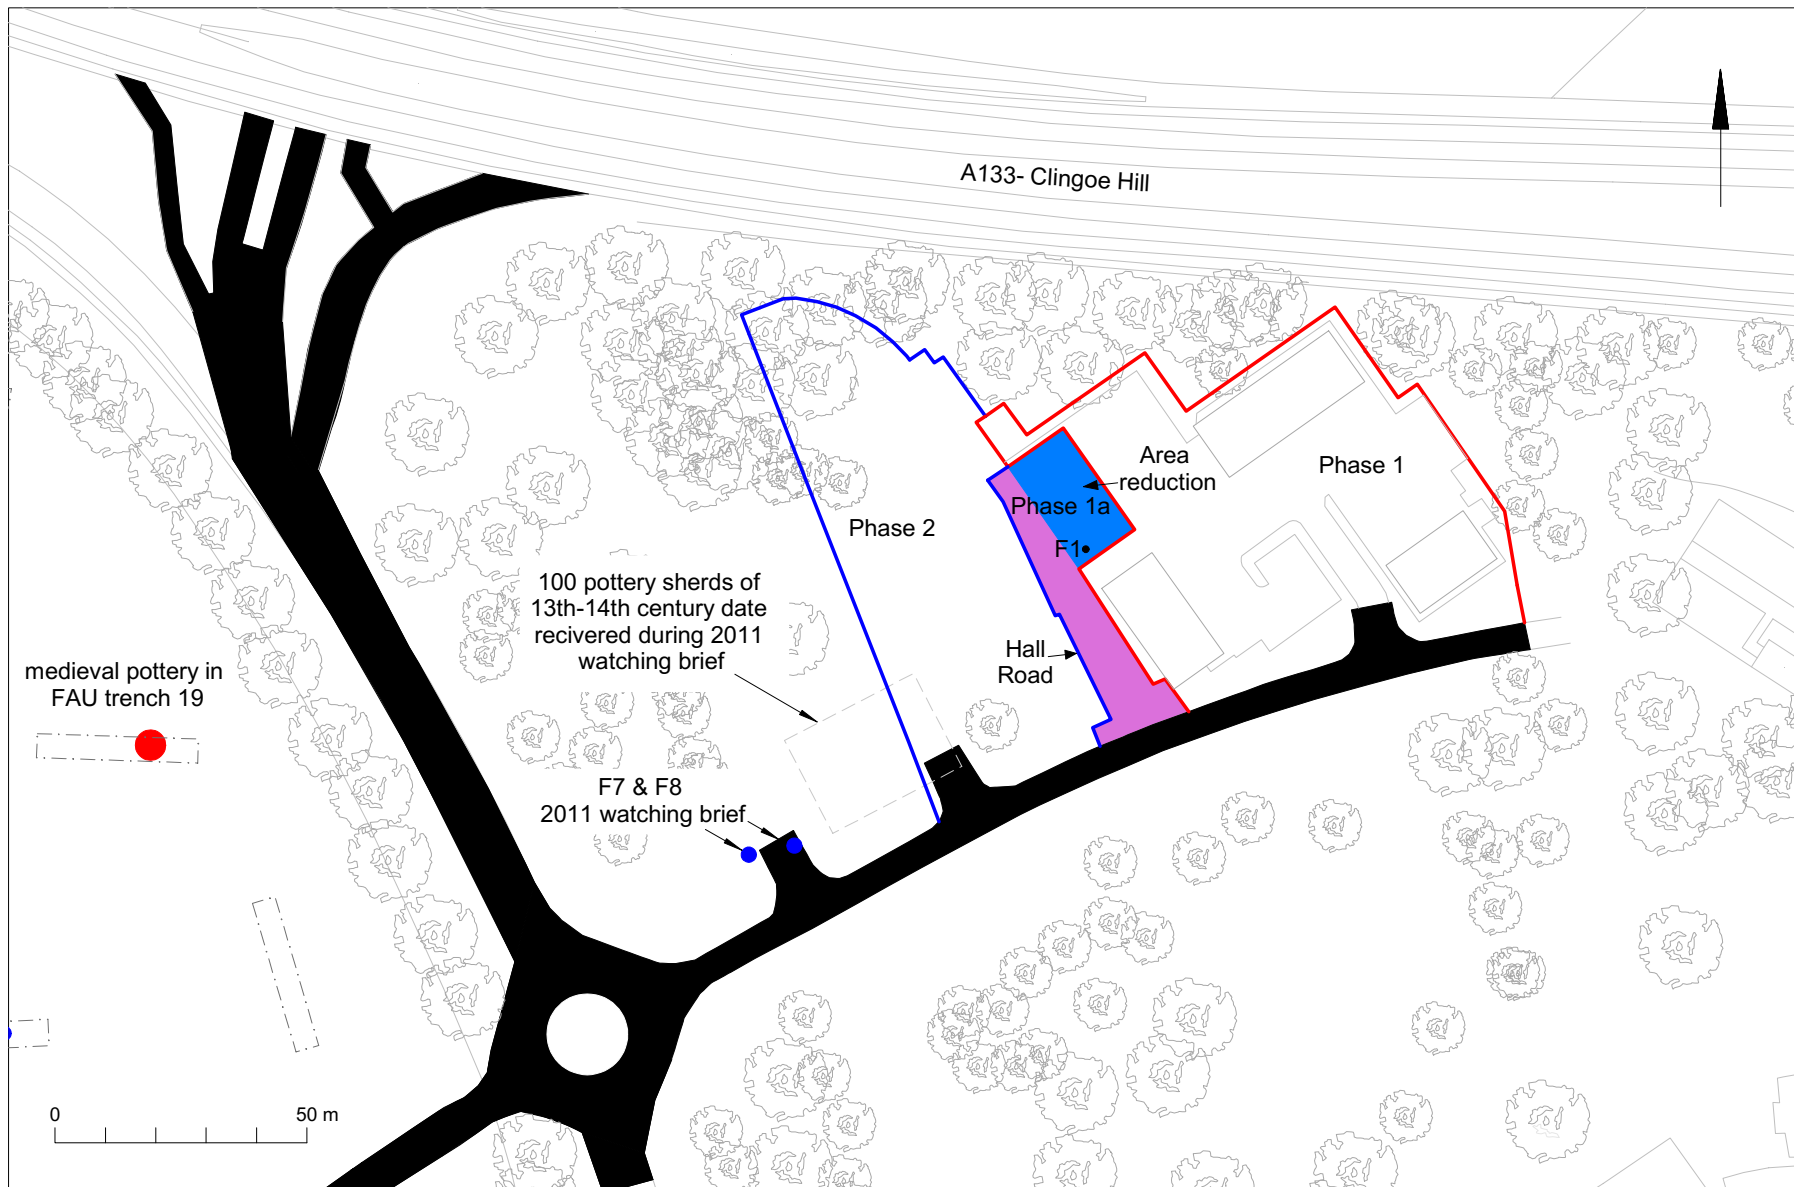 A133- Clingoe Hill
Area
reduction
Phase 1
Phase 1a
Phase 2
F1
100 pottery sherds of
13th-14th century date
recivered during 2011
watching brief
Hall
Road
medieval pottery in
FAU trench 19
F7 & F8
2011 watching brief
0 50 m